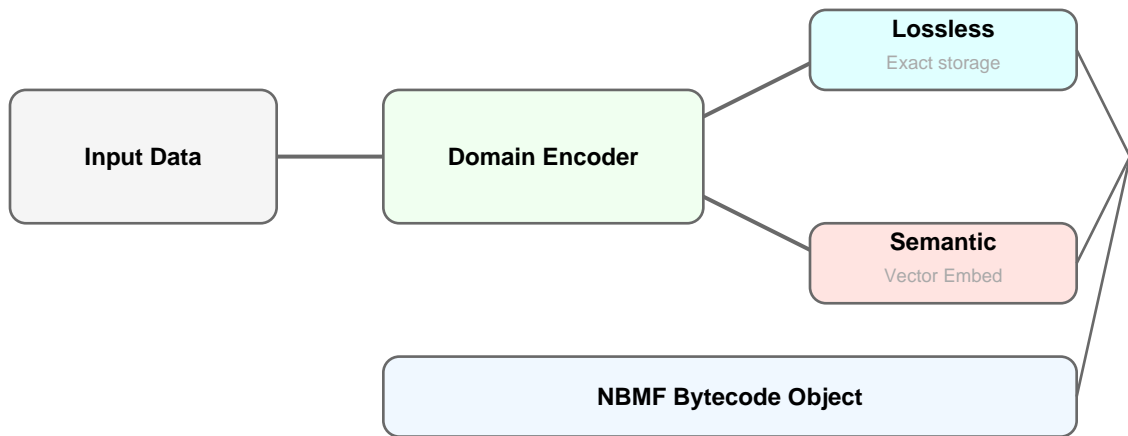 Lossless
Exact storage
Input Data
Domain Encoder
Semantic
Vector Embed
NBMF Bytecode Object